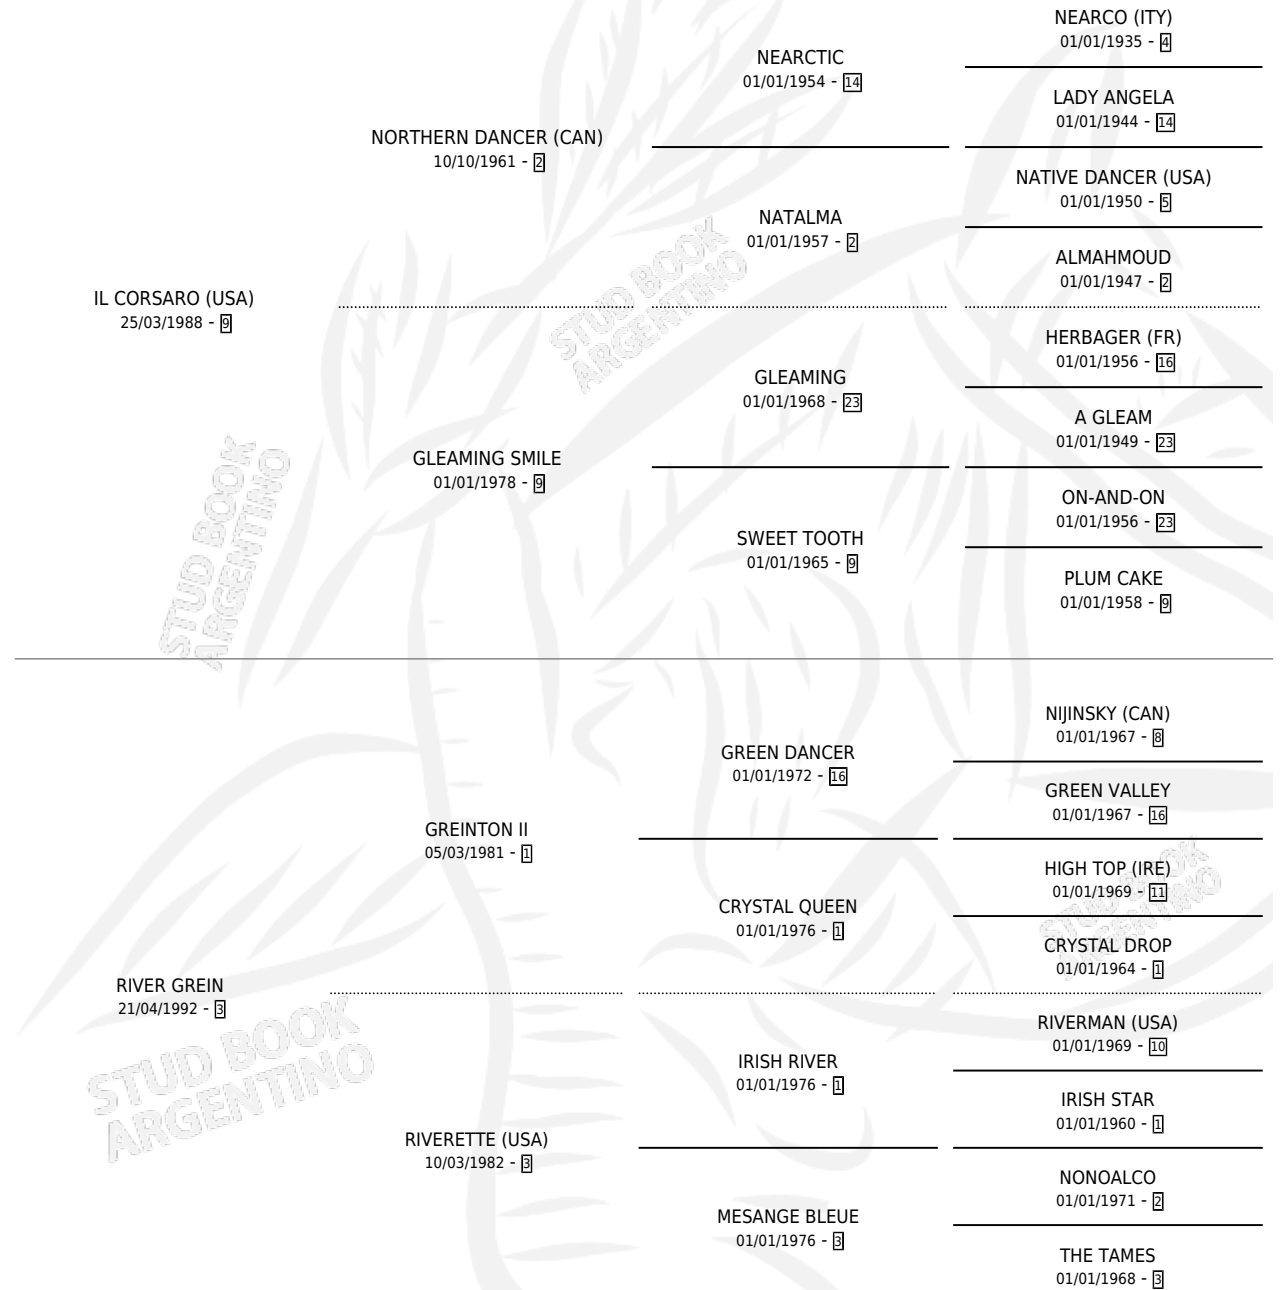 NEARCO (ITY)
01/01/1935 - 4
NEARCTIC
01/01/1954 - 14
LADY ANGELA
01/01/1944 - 14
NORTHERN DANCER (CAN)
10/10/1961 - 2
NATIVE DANCER (USA)
01/01/1950 - 5
NATALMA
01/01/1957 - 2
ALMAHMOUD
01/01/1947 - 2
IL CORSARO (USA)
25/03/1988 - 9
HERBAGER (FR)
01/01/1956 - 16
GLEAMING
01/01/1968 - 23
A GLEAM
01/01/1949 - 23
GLEAMING SMILE
01/01/1978 - 9
ON-AND-ON
01/01/1956 - 23
SWEET TOOTH
01/01/1965 - 9
PLUM CAKE
01/01/1958 - 9
STUD BOOK
ARGENTINO
STUD BOOK
ARGENTINO
NIJINSKY (CAN)
01/01/1967 - 8
GREEN DANCER
01/01/1972 - 16
GREEN VALLEY
01/01/1967 - 16
GREINTON II
05/03/1981 - 1
HIGH TOP (IRE)
01/01/1969 - 11
CRYSTAL QUEEN
01/01/1976 - 1
CRYSTAL DROP
01/01/1964 - 1
STUD BOOK
ARGENTINO
RIVER GREIN
21/04/1992 - 3
RIVERMAN (USA)
01/01/1969 - 10
IRISH RIVER
01/01/1976 - 1
IRISH STAR
01/01/1960 - 1
RIVERETTE (USA)
10/03/1982 - 3
NONOALCO
01/01/1971 - 2
MESANGE BLEUE
01/01/1976 - 3
THE TAMES
01/01/1968 - 3
STUD BOOK
ARGENTINO